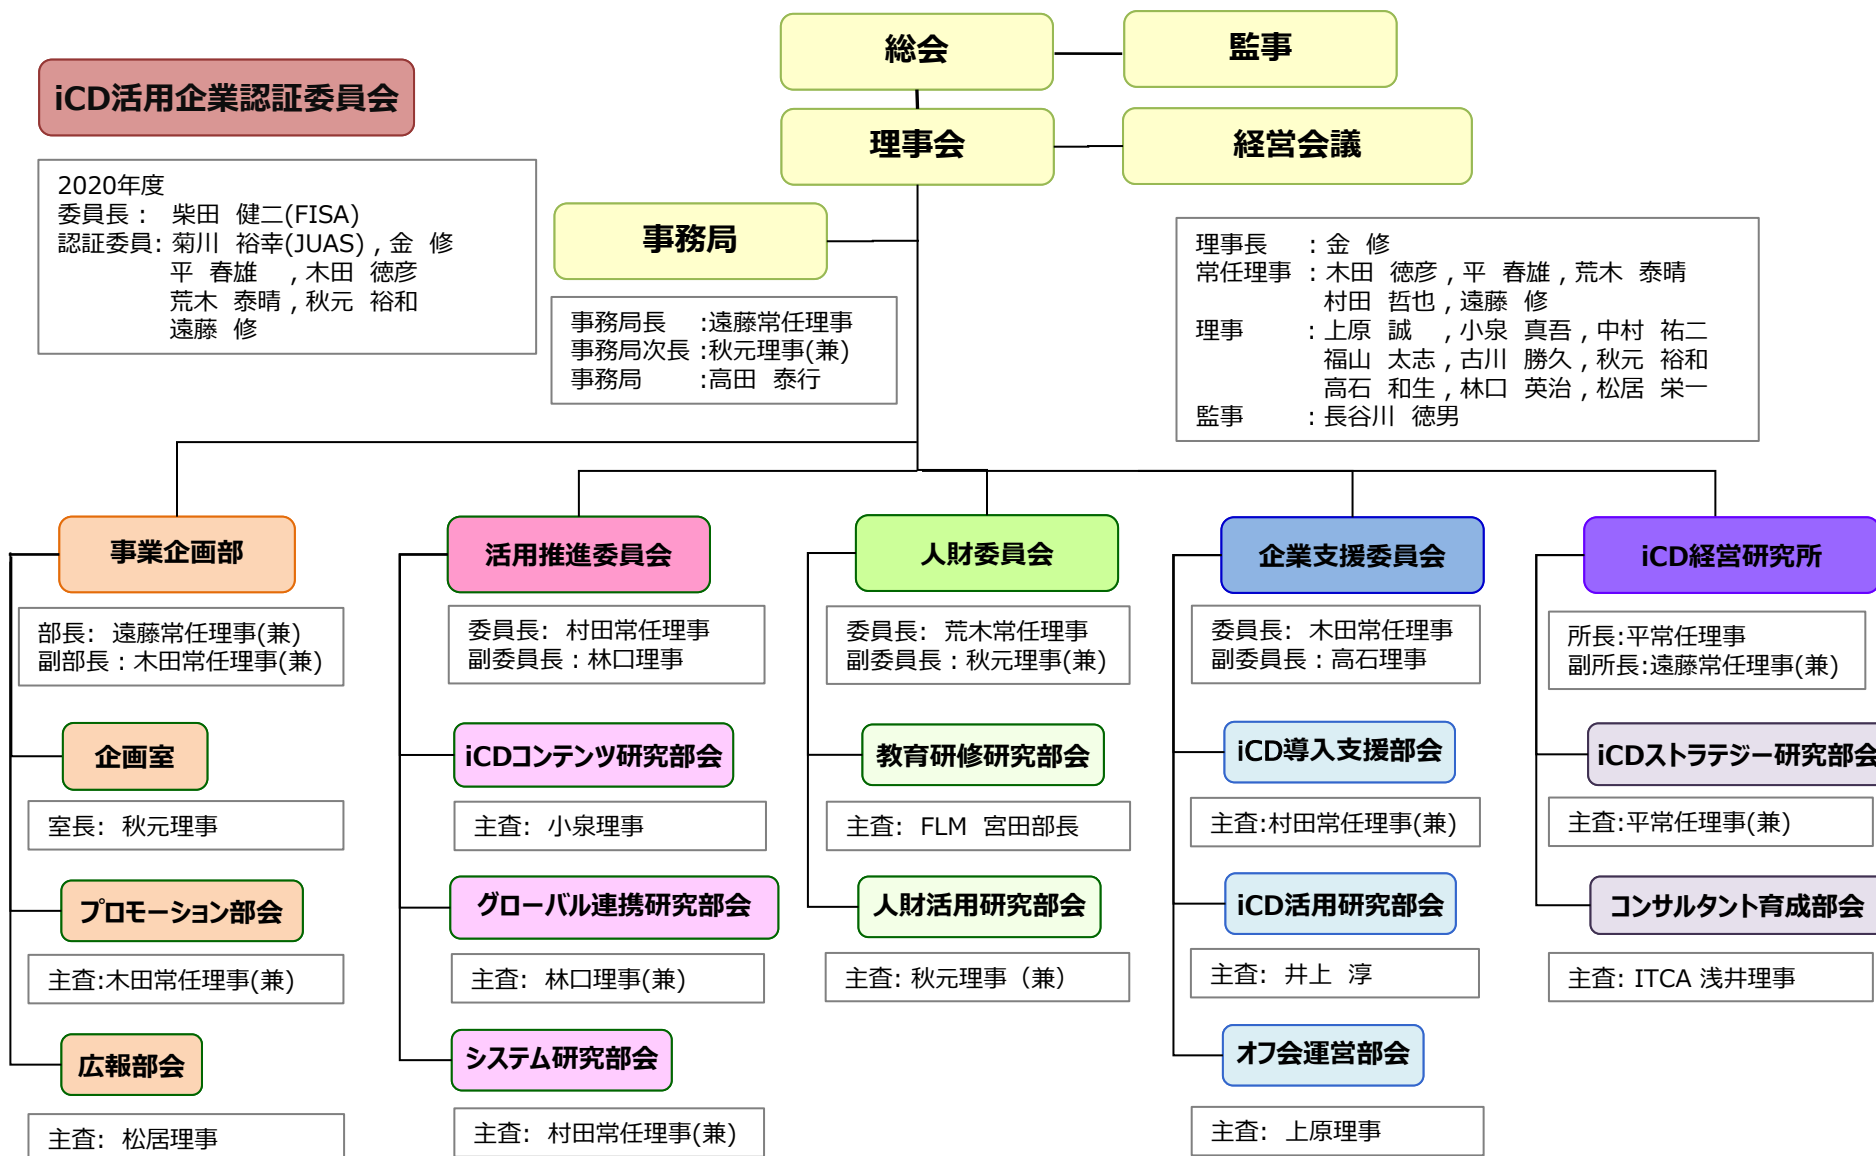 総会
監事
iCD活用企業認証委員会
理事会
経営会議
2020年度
委員長： 柴田 健二(FISA)
認証委員: 菊川 裕幸(JUAS) , 金 修
平 春雄 , 木田 徳彦
荒木 泰晴 , 秋元 裕和
遠藤 修
事務局
事務局長 :遠藤常任理事
事務局次長 :秋元理事(兼)
事務局 :高田 泰行
理事長 : 金 修
常任理事 : 木田 徳彦 , 平 春雄 , 荒木 泰晴
村田 哲也 , 遠藤 修
理事 : 上原 誠 , 小泉 真吾 , 中村 祐二
福山 太志 , 古川 勝久 , 秋元 裕和
高石 和生 , 林口 英治 , 松居 栄一
監事 : 長谷川 徳男
事業企画部
部長: 遠藤常任理事(兼)
副部長：木田常任理事(兼)
企画室
室長: 秋元理事
プロモーション部会
主査:木田常任理事(兼)
広報部会
主査: 松居理事
活用推進委員会
委員長: 村田常任理事
副委員長：林口理事
iCDコンテンツ研究部会
主査: 小泉理事
グローバル連携研究部会
主査: 林口理事(兼)
システム研究部会
主査: 村田常任理事(兼)
人財委員会
委員長: 荒木常任理事
副委員長：秋元理事(兼)
教育研修研究部会
主査: FLM 宮田部長
人財活用研究部会
主査: 秋元理事（兼）
企業支援委員会
委員長: 木田常任理事
副委員長：高石理事
iCD導入支援部会
主査:村田常任理事(兼)
iCD活用研究部会
主査: 井上 淳
オフ会運営部会
主査: 上原理事
iCD経営研究所
所長:平常任理事
副所長:遠藤常任理事(兼)
iCDストラテジー研究部会
主査:平常任理事(兼)
コンサルタント育成部会
主査: ITCA 浅井理事